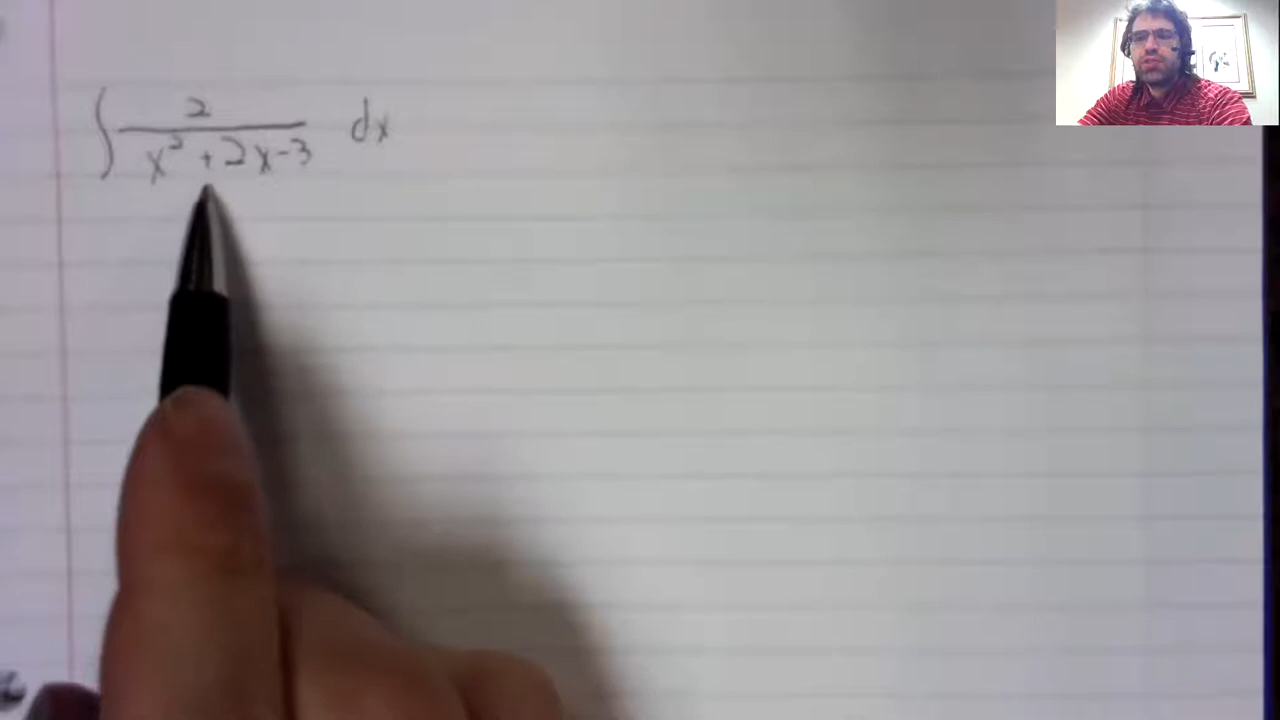 ∫ 2/(x² + 2x - 3) dx